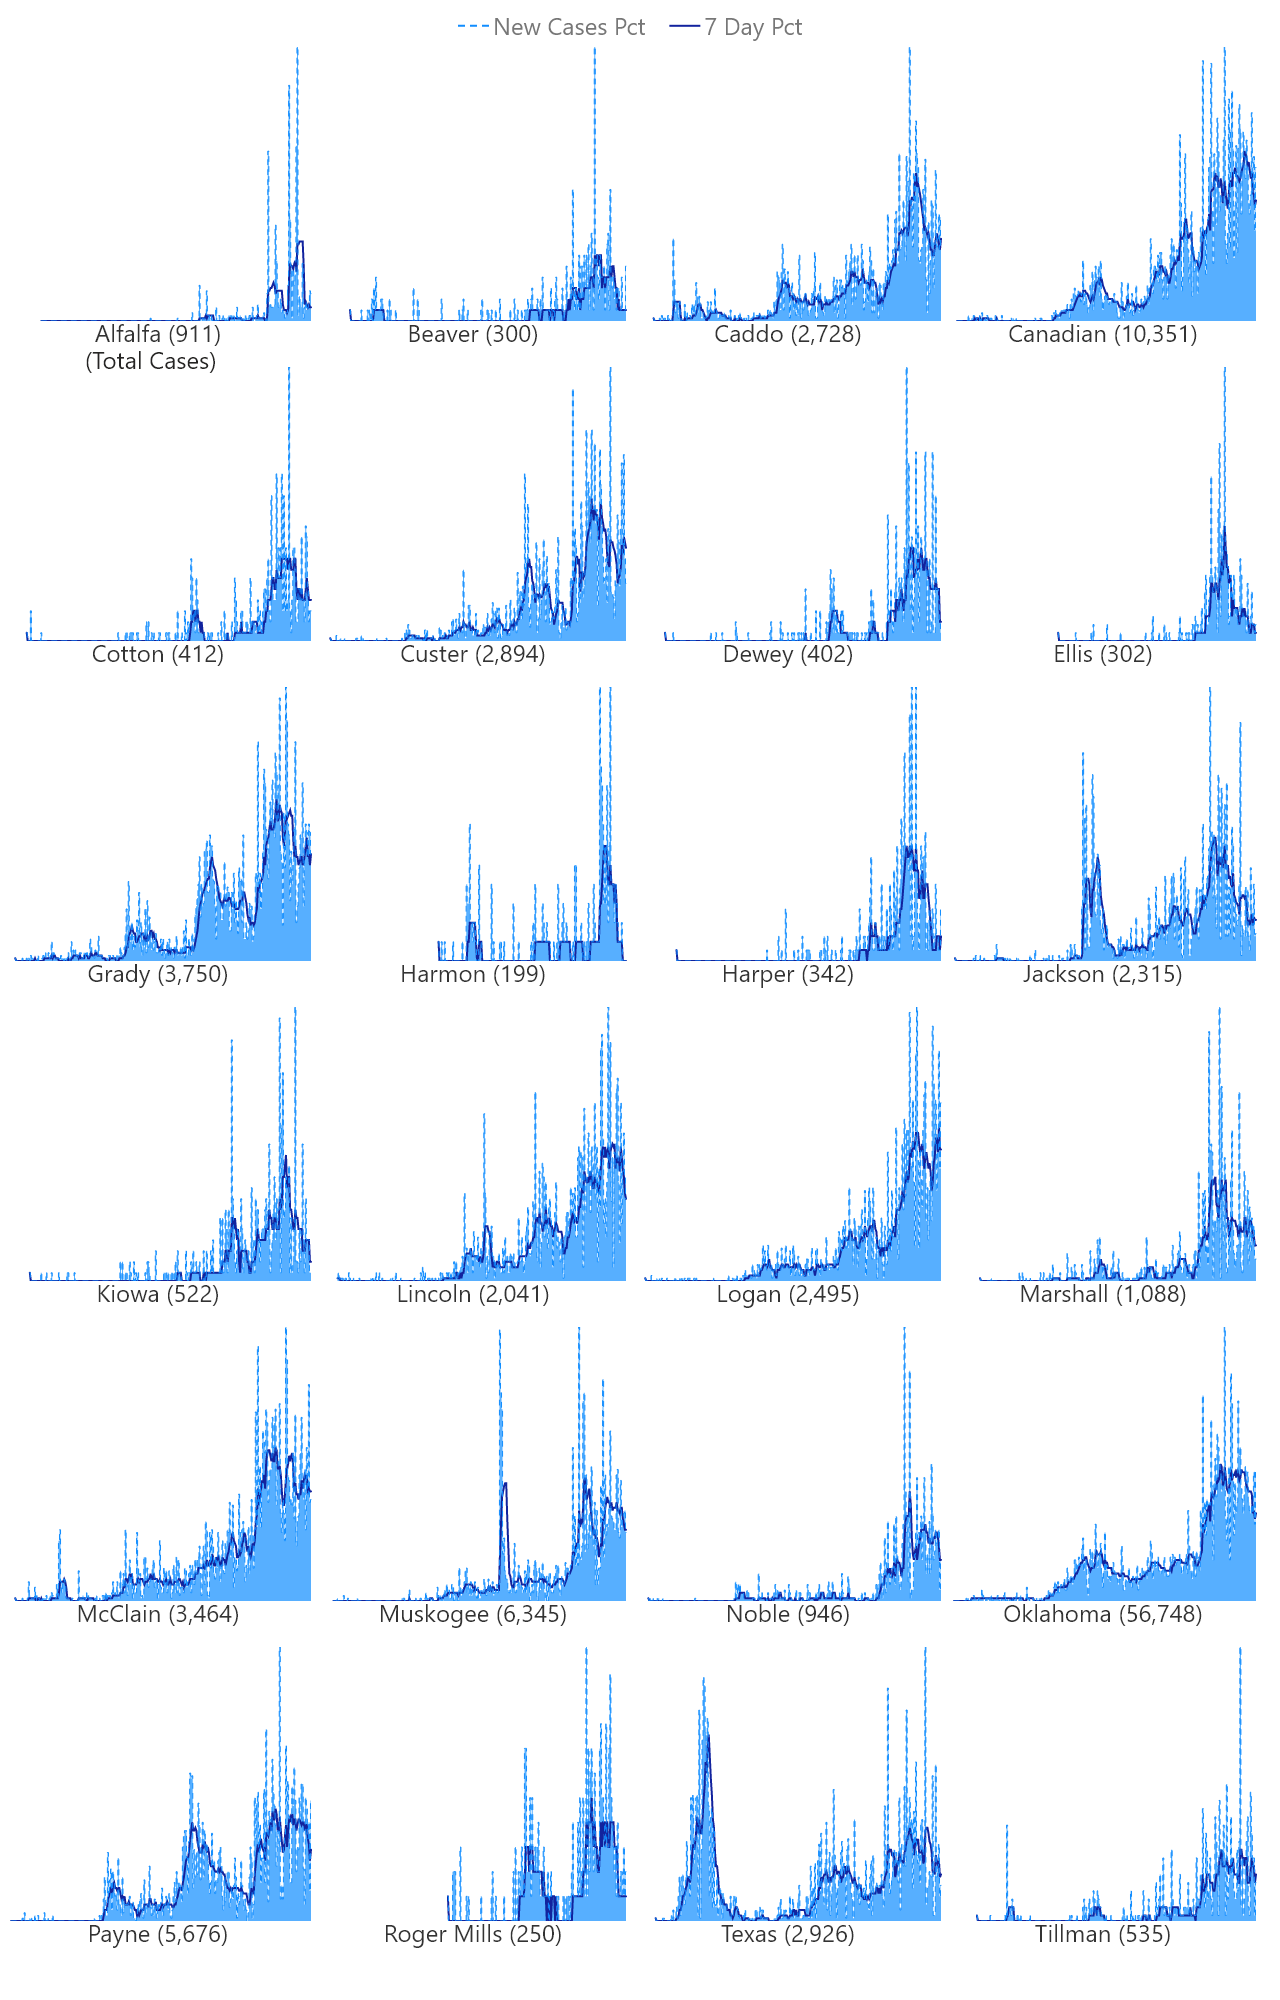 New Cases Pct 7 Day Pct
Alfalfa (911) Beaver (300) Caddo (2,728) Canadian (10,351)
(Total Cases)
Cotton (412) Custer (2,894) Dewey (402) Ellis (302)
Grady (3,750) Harmon (199) Harper (342) Jackson (2,315)
Kiowa (522) Lincoln (2,041) Logan (2,495) Marshall (1,088)
McClain (3,464) Muskogee (6,345) Noble (946) Oklahoma (56,748)
Payne (5,676) Roger Mills (250) Texas (2,926) Tillman (535)